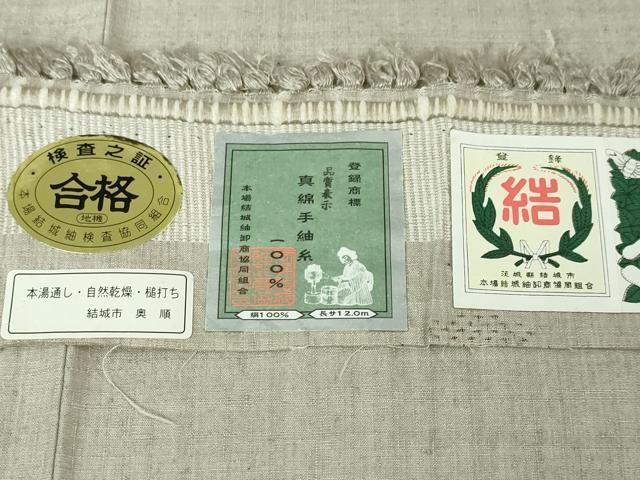 検査之証
合格
地機
本場結城紬検査協同組合
本湯通し・自然乾燥・槌打ち
結城市 奥 順
登録商標
品質表示
真綿手紬糸
一〇〇%
本場結城紬卸商協同組合
絹100%
長サ12.0m
登録
結
茨城縣結城市
本場結城紬卸商協同組合